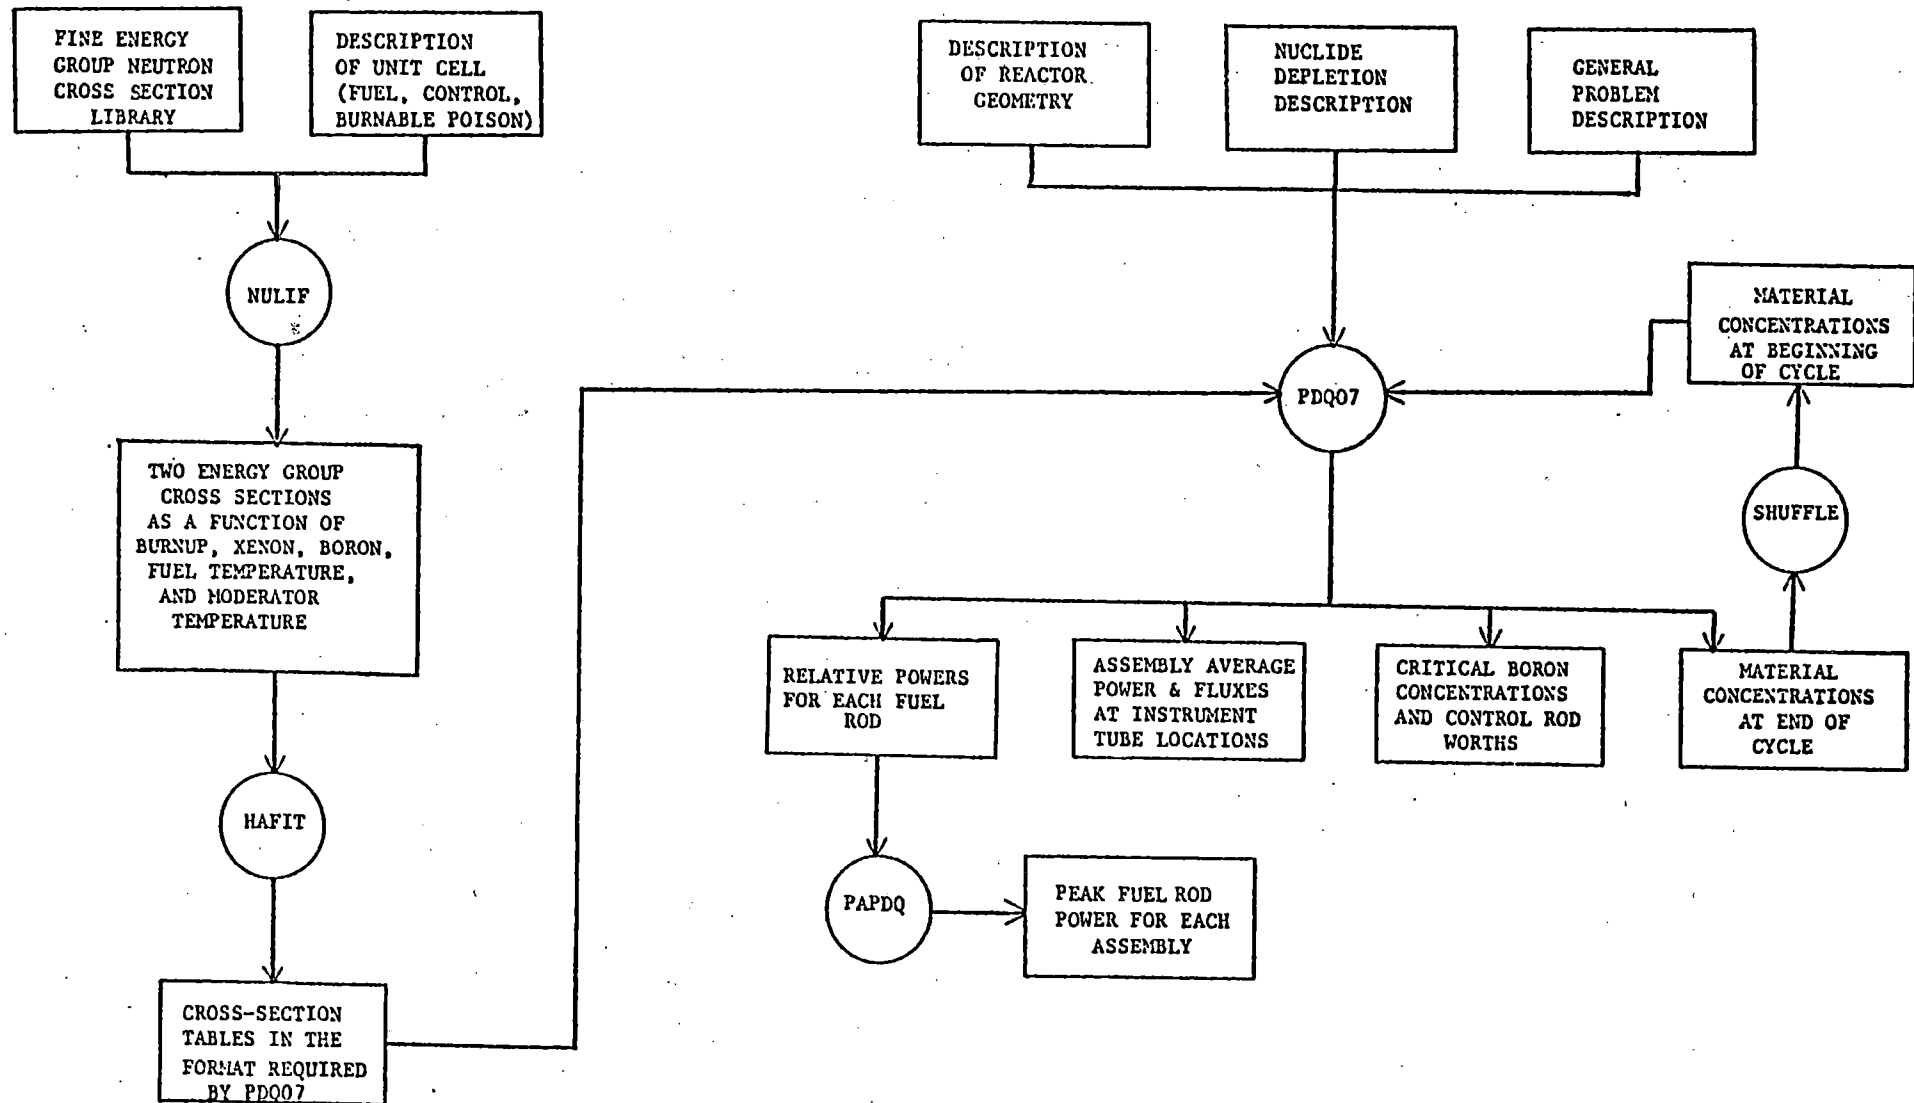 FINE ENERGY
GROUP NEUTRON
CROSS SECTION
LIBRARY
DESCRIPTION
OF UNIT CELL
(FUEL, CONTROL,
BURNABLE POISON)
DESCRIPTION
OF REACTOR
GEOMETRY
NUCLIDE
DEPLETION
DESCRIPTION
GENERAL
PROBLEM
DESCRIPTION
NULIF
MATERIAL
CONCENTRATIONS
AT BEGINNING
OF CYCLE
PDQ07
TWO ENERGY GROUP
CROSS SECTIONS
AS A FUNCTION OF
BURNUP, XENON, BORON,
FUEL TEMPERATURE,
AND MODERATOR
TEMPERATURE
SHUFFLE
RELATIVE POWERS
FOR EACH FUEL
ROD
ASSEMBLY AVERAGE
POWER & FLUXES
AT INSTRUMENT
TUBE LOCATIONS
CRITICAL BORON
CONCENTRATIONS
AND CONTROL ROD
WORTHS
MATERIAL
CONCENTRATIONS
AT END OF
CYCLE
HAFIT
PAPDQ
PEAK FUEL ROD
POWER FOR EACH
ASSEMBLY
CROSS-SECTION
TABLES IN THE
FORMAT REQUIRED
BY PDQ07